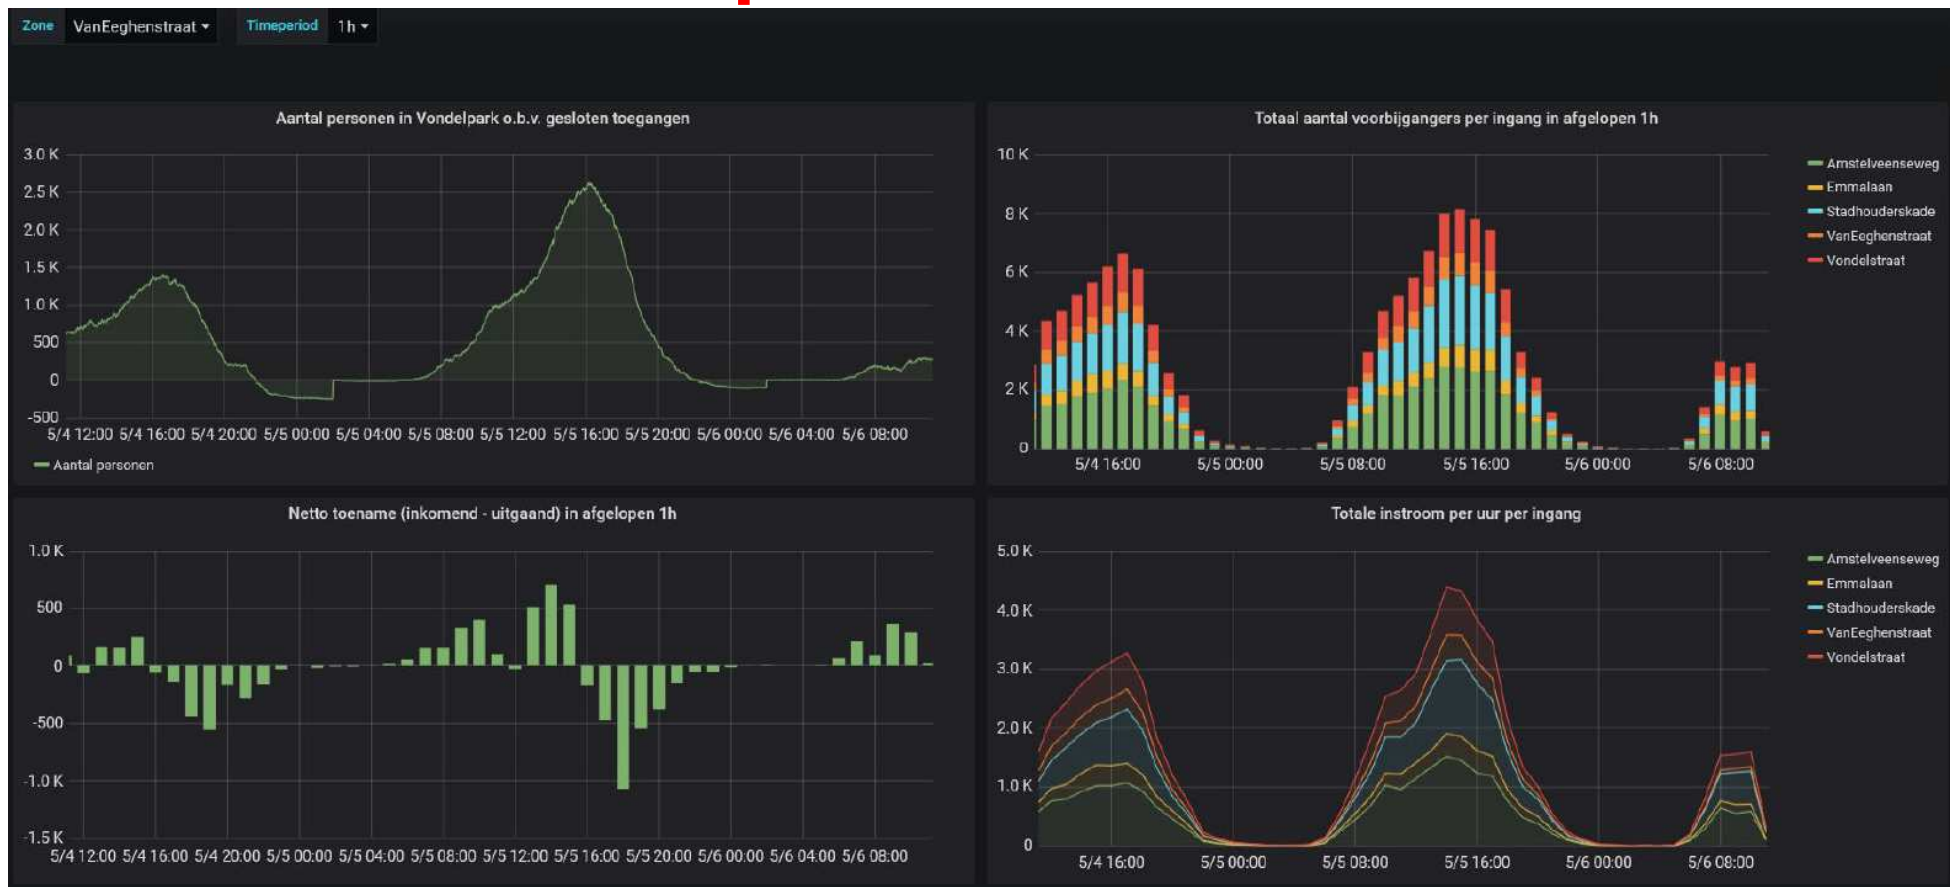 Zone VanEeghenstraat Timeperiod 1h
Aantal personen in Vondelpark o.b.v. gesloten toegangen
3.0 K
2.5 K
2.0 K
1.5 K
1.0 K
500
0
-500
5/4 12:00 5/4 16:00 5/4 20:00 5/5 00:00 5/5 04:00 5/5 08:00 5/5 12:00 5/5 16:00 5/5 20:00 5/6 00:00 5/6 04:00 5/6 08:00
Aantal personen
Totaal aantal voorbijgangers per ingang in afgelopen 1h
10 K
8 K
6 K
4 K
2 K
0
5/4 16:00 5/5 00:00 5/5 08:00 5/5 16:00 5/6 00:00 5/6 08:00
Amstelveenseweg
Emmalaan
Stadhouderskade
VanEeghenstraat
Vondelstraat
Netto toename (inkomend - uitgaand) in afgelopen 1h
1.0 K
500
0
-500
-1.0 K
-1.5 K
5/4 12:00 5/4 16:00 5/4 20:00 5/5 00:00 5/5 04:00 5/5 08:00 5/5 12:00 5/5 16:00 5/5 20:00 5/6 00:00 5/6 04:00 5/6 08:00
Totale instroom per uur per ingang
5.0 K
4.0 K
3.0 K
2.0 K
1.0 K
0
5/4 16:00 5/5 00:00 5/5 08:00 5/5 16:00 5/6 00:00 5/6 08:00
Amstelveenseweg
Emmalaan
Stadhouderskade
VanEeghenstraat
Vondelstraat